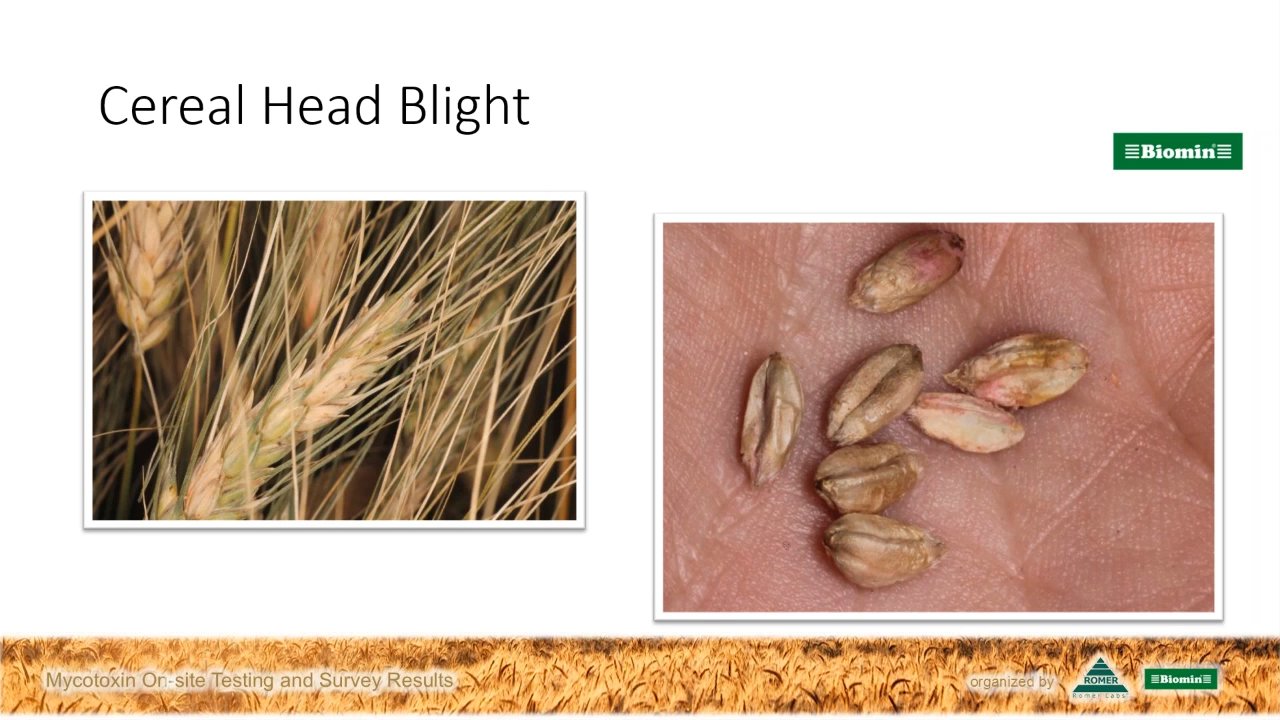 Cereal Head Blight
Biomin
Mycotoxin On-site Testing and Survey Results
organized by
ROMER
Romer Labs
Biomin